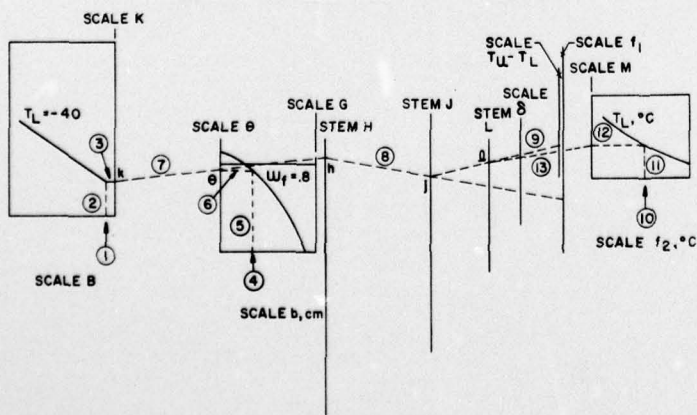 SCALE K
SCALE
T_U-T_L
SCALE f_1
SCALE M
T_L=-40
SCALE θ
SCALE G
STEM H
STEM J
STEM
L
SCALE
δ
T_L, °C
3
k
7
θ
6
W_f=.8
h
8
j
ℓ
9
13
12
11
2
5
1
4
10
SCALE B
SCALE b, cm
SCALE f_2, °C